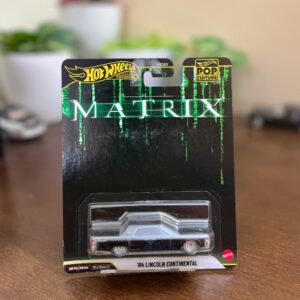 Hot Wheels
POP
CULTURE
MATRIX
'64 LINCOLN CONTINENTAL